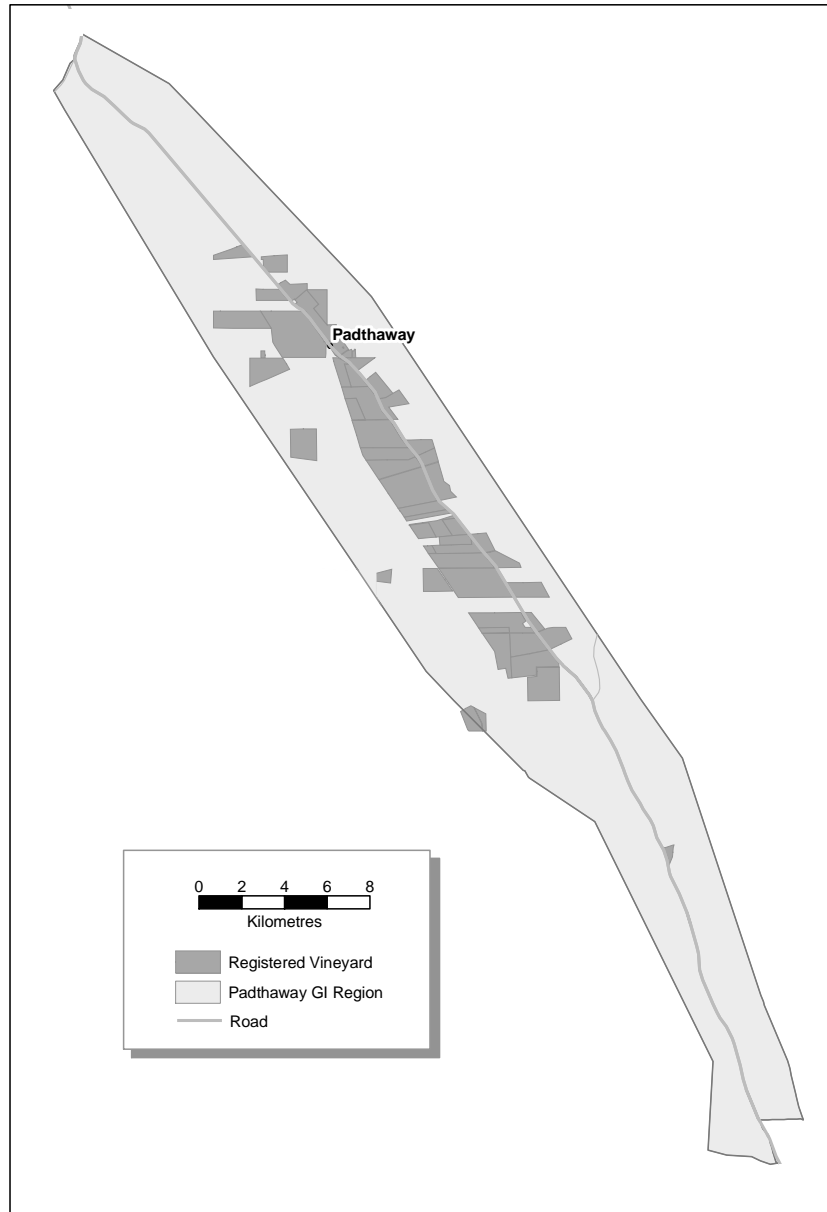 Padthaway
0 2 4 6 8
Kilometres
Registered Vineyard
Padthaway GI Region
Road